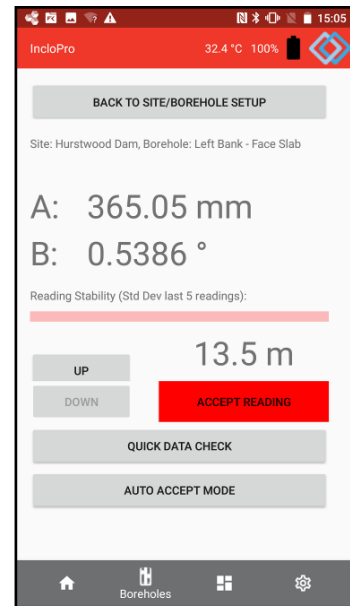 15:05
IncloPro 32.4 °C 100%
BACK TO SITE/BOREHOLE SETUP
Site: Hurstwood Dam, Borehole: Left Bank - Face Slab
A: 365.05 mm
B: 0.5386 °
Reading Stability (Std Dev last 5 readings):
13.5 m
UP
DOWN ACCEPT READING
QUICK DATA CHECK
AUTO ACCEPT MODE
Boreholes